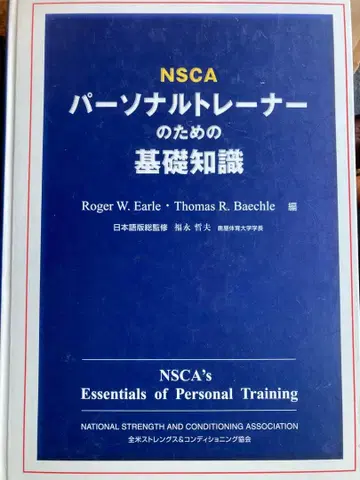 NSCA
パーソナルトレーナー
のための
基礎知識
Roger W. Earle・Thomas R. Baechle 編
日本語版総監修 福永 哲夫 鹿屋体育大学学長
NSCA's
Essentials of Personal Training
NATIONAL STRENGTH AND CONDITIONING ASSOCIATION
全米ストレングス&コンディショニング協会